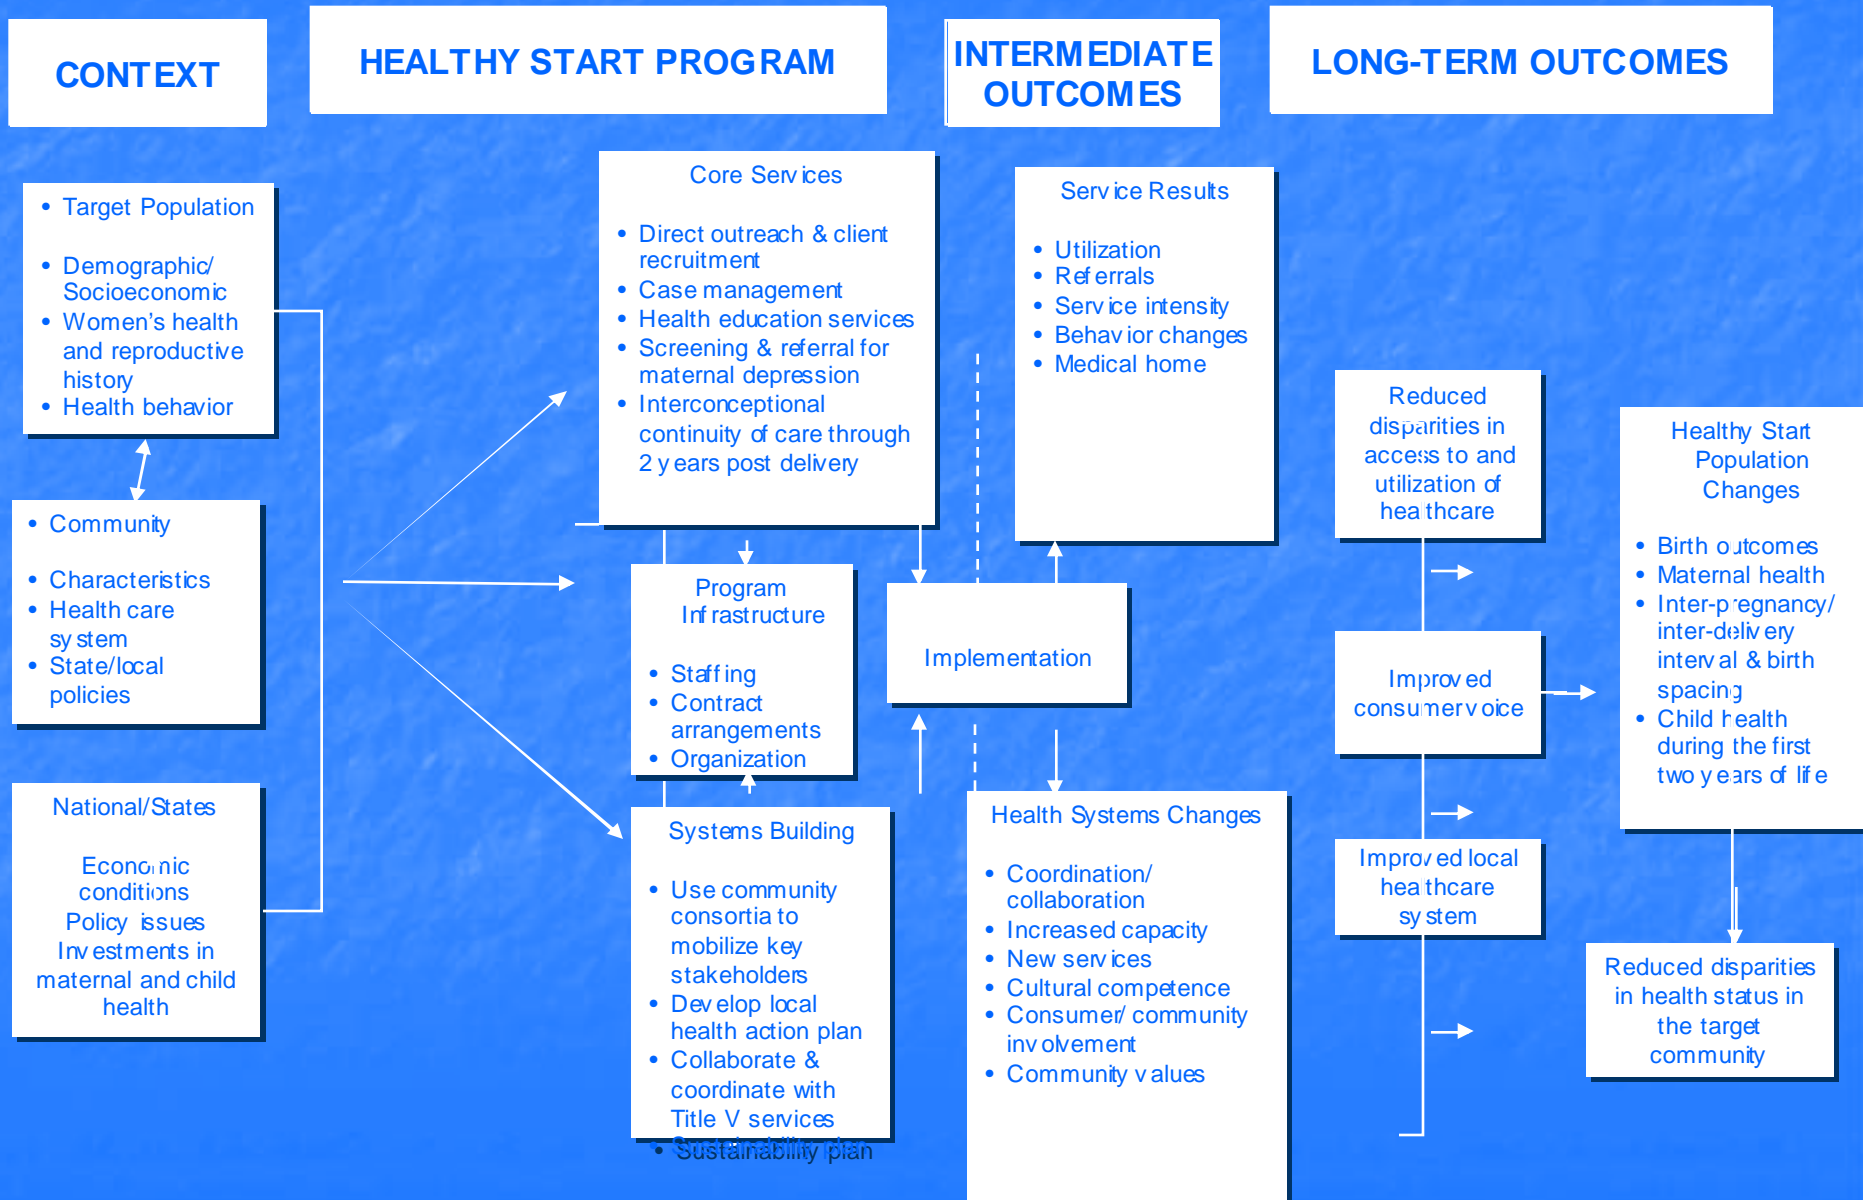 CONTEXT
HEALTHY START PROGRAM
INTERMEDIATE
OUTCOMES
LONG-TERM OUTCOMES
• Target Population
• Demographic/
Socioeconomic
• Women’s health
and reproductive
history
• Health behavior
• Community
• Characteristics
• Health care
system
• State/local
policies
National/States
Economic
conditions
Policy issues
Investments in
maternal and child
health
Core Services
• Direct outreach & client
recruitment
• Case management
• Health education services
• Screening & referral for
maternal depression
• Interconceptional
continuity of care through
2 years post delivery
Program
Infrastructure
• Staffing
• Contract
arrangements
• Organization
Systems Building
• Use community
consortia to
mobilize key
stakeholders
• Develop local
health action plan
• Collaborate &
coordinate with
Title V services
• Sustainability plan
Implementation
Service Results
• Utilization
• Referrals
• Service intensity
• Behavior changes
• Medical home
Health Systems Changes
• Coordination/
collaboration
• Increased capacity
• New services
• Cultural competence
• Consumer/ community
involvement
• Community values
Reduced
disparities in
access to and
utilization of
healthcare
Improved
consumer voice
Improved local
healthcare
system
Healthy Start
Population
Changes
• Birth outcomes
• Maternal health
• Inter-pregnancy/
inter-delivery
interval & birth
spacing
• Child health
during the first
two years of life
Reduced disparities
in health status in
the target
community